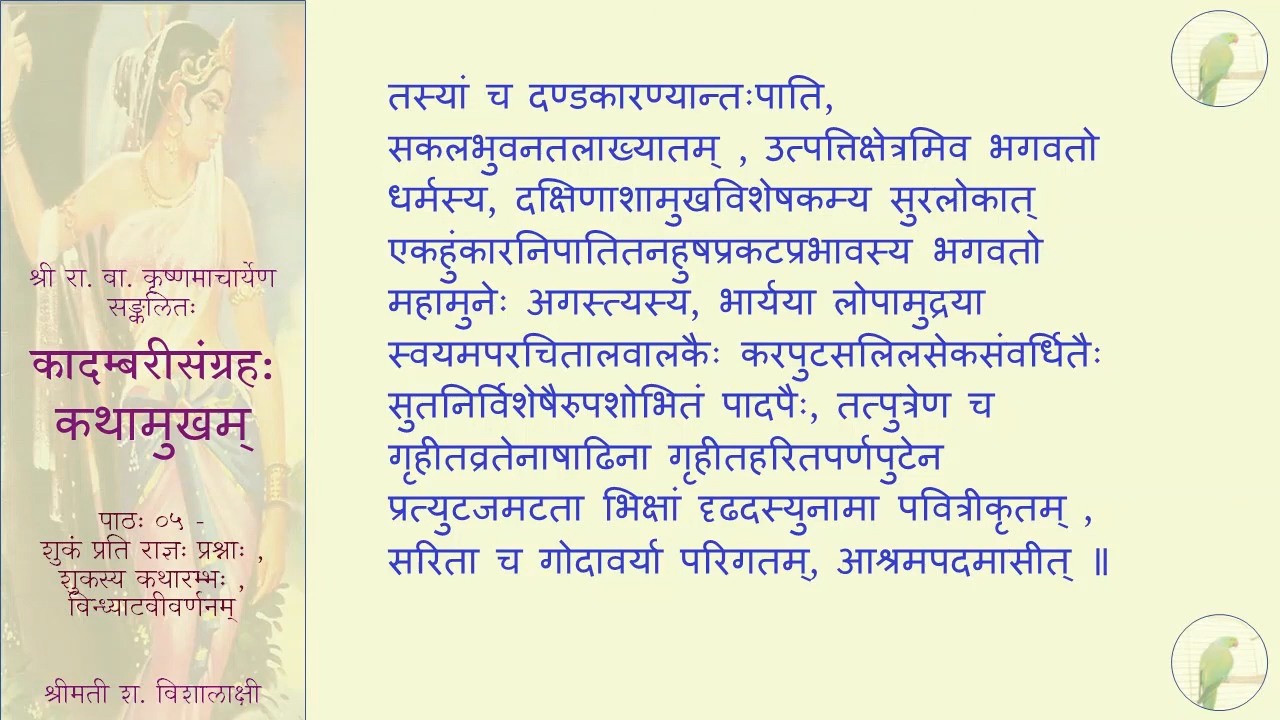 श्री रा. वा. कृष्णमाचार्येण
सङ्कलितः
कादम्बरीसंग्रहः
कथामुखम्
पाठः ०५ -
शुकं प्रति राज्ञः प्रश्नाः ,
शुकस्य कथारम्भः ,
विन्ध्याटवीवर्णनम्
श्रीमती रा. विशालाक्षी
तस्यां च दण्डकारण्यान्तःपाति,
सकलभुवनतलाख्यातम् , उत्पत्तिक्षेत्रमिव भगवतो
धर्मस्य, दक्षिणाशामुखविशेषकम्य सुरलोकात्
एकहुंकारनिपातितनहुषप्रकटप्रभावस्य भगवतो
महामुनेः अगस्त्यस्य, भार्यया लोपामुद्रया
स्वयमपरचितालवालकैः करपुटसलिलसेकसंवर्धितैः
सुतनिर्विशेषैरुपशोभितं पादपैः, तत्पुत्रेण च
गृहीतव्रतेनाषाढिना गृहीतहरितपर्णपुटेन
प्रत्युटजमटता भिक्षां दृढदस्युनामा पवित्रीकृतम् ,
सरिता च गोदावर्या परिगतम्, आश्रमपदमासीत् ॥